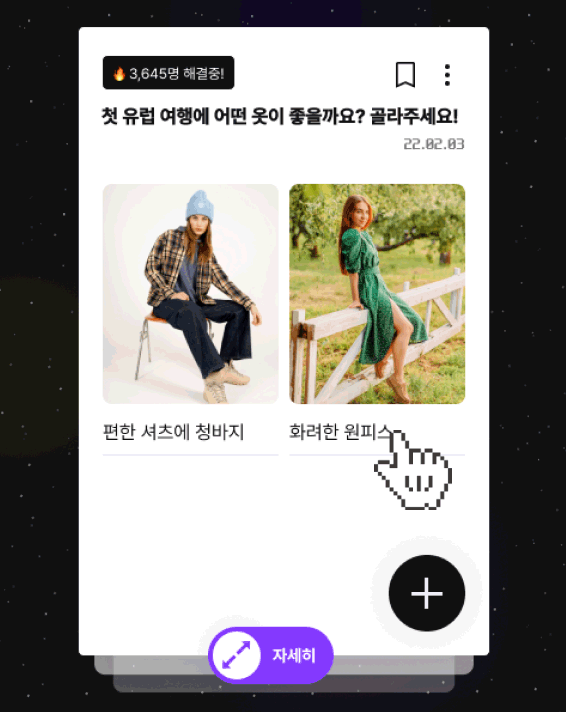 🔥 3,645명 해결중!
첫 유럽 여행에 어떤 옷이 좋을까요? 골라주세요!
22.02.03
편한 셔츠에 청바지
화려한 원피스
자세히